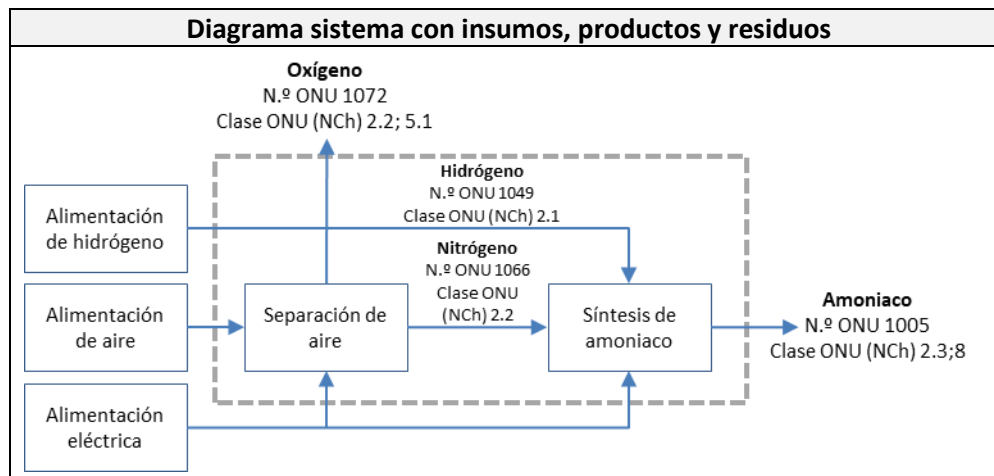 Diagrama sistema con insumos, productos y residuos
Oxígeno
N.º ONU 1072
Clase ONU (NCh) 2.2; 5.1
Hidrógeno
N.º ONU 1049
Clase ONU (NCh) 2.1
Alimentación
de hidrógeno
Nitrógeno
N.º ONU 1066
Clase ONU
(NCh) 2.2
Alimentación
de aire
Separación de
aire
Síntesis de
amoniaco
Amoniaco
N.º ONU 1005
Clase ONU (NCh) 2.3;8
Alimentación
eléctrica